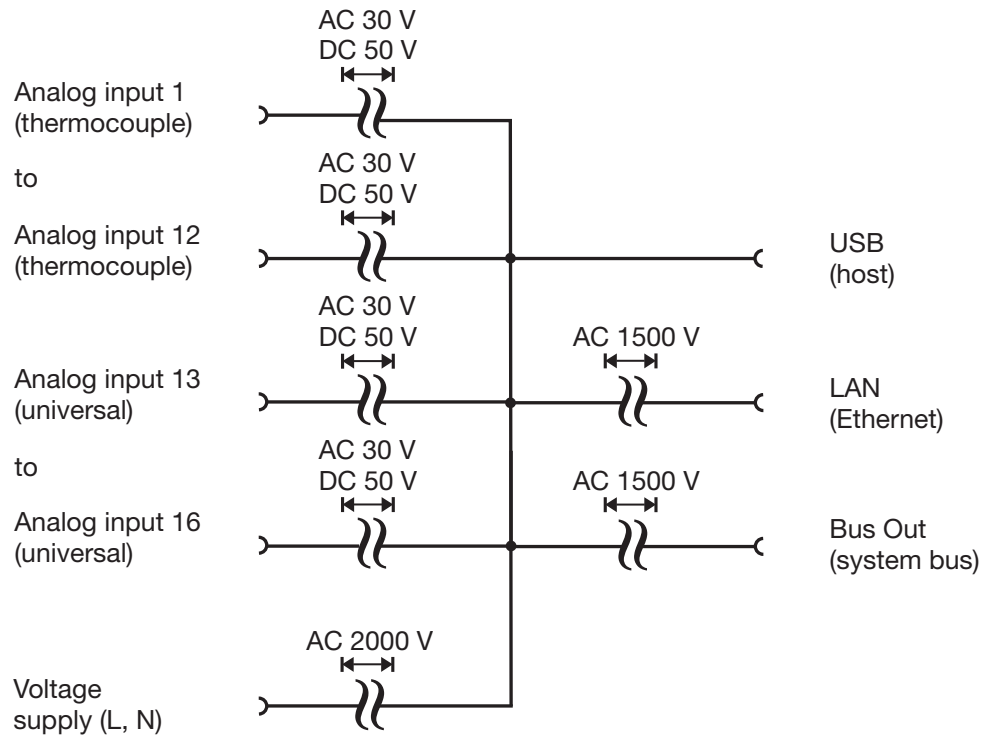 AC 30 V
DC 50 V
Analog input 1
(thermocouple)
to
AC 30 V
DC 50 V
Analog input 12
(thermocouple)
USB
(host)
AC 30 V
DC 50 V
AC 1500 V
Analog input 13
(universal)
LAN
(Ethernet)
to
AC 30 V
DC 50 V
AC 1500 V
Analog input 16
(universal)
Bus Out
(system bus)
AC 2000 V
Voltage
supply (L, N)